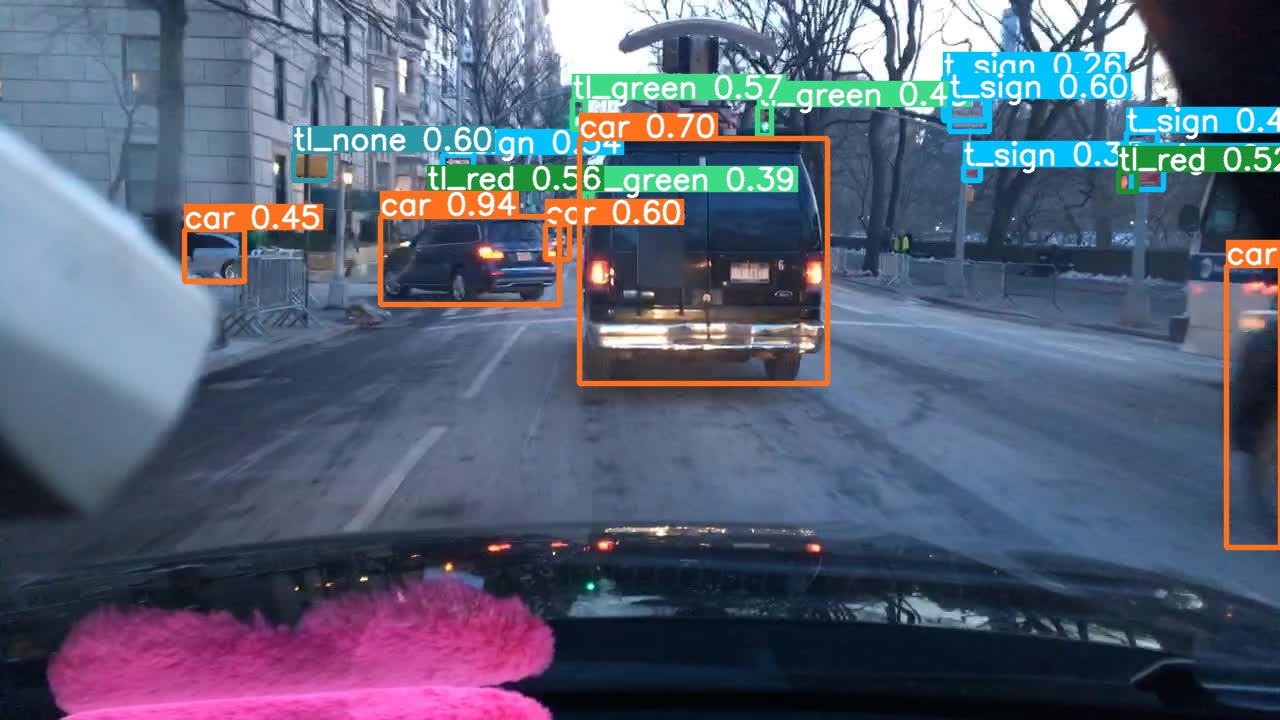 t_sign 0.26
tl_green 0.57
tl_green 0.4
t_sign 0.60
car 0.70
t_sign 0.4
tl_none 0.60
gn 0.54
t_sign 0.3
tl_red 0.52
tl_red 0.56
_green 0.39
car 0.45
car 0.94
car 0.60
car
6